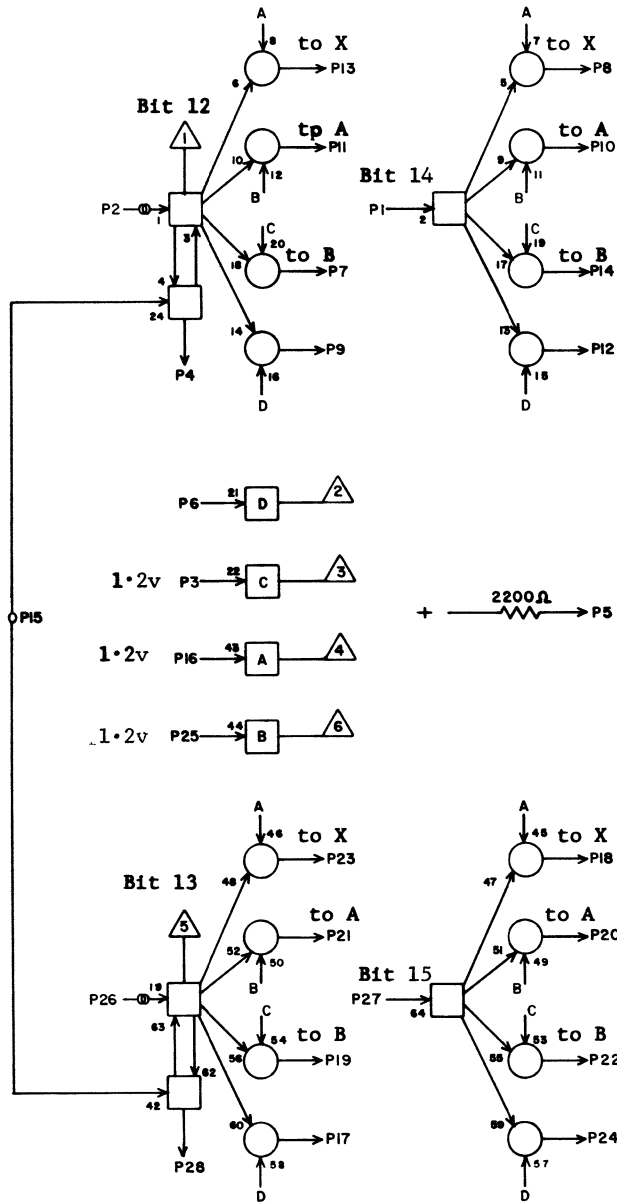 A A
8 to X 7 to X
P13 P8
6 5
Bit 12
1 tp A to A
P11 P10
10 9
12 Bit 14 11
P2 B P1 B
1 3 2
C C
20 19
4 18 to B 17 to B
P7 P14
24
14 13
P9 P12
16 15
P4
D D
P6 21 D 2
1·2v P3 22 C 3
2200Ω
P15 + P5
1·2v P16 43 A 4
1·2v P25 44 B 6
A A
46 to X 45 to X
P23 P18
48 47
Bit 13
5 to A to A
P21 P20
52 51
50 Bit 15 49
P26 19 B P27 B
63 64
C C
54 53
62 56 to B 55 to B
P19 P22
42
60 59
P17 P24
58 57
P28
D D